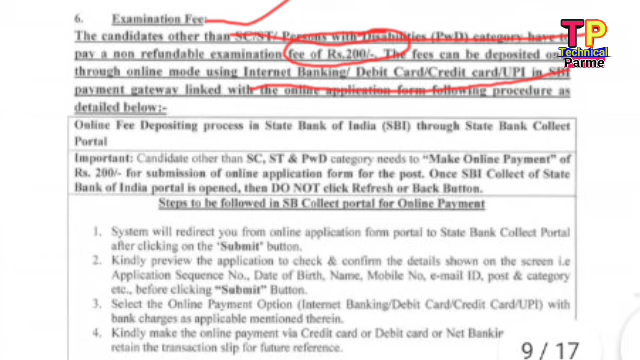 6. Examination Fee:
The candidates other than SC/ST/ Persons with Disabilities (PwD) category have to
pay a non refundable examination fee of Rs.200/-. The fees can be deposited
through online mode using Internet Banking/ Debit Card/Credit card/UPI in SBI
payment gateway linked with the online application form following procedure as
detailed below:-
Online Fee Depositing process in State Bank of India (SBI) through State Bank Collect
Portal
Important: Candidate other than SC, ST & PwD category needs to "Make Online Payment" of
Rs. 200/- for submission of online application form for the post. Once SBI Collect of State
Bank of India portal is opened, then DO NOT click Refresh or Back Button.
Steps to be followed in SB Collect portal for Online Payment
1. System will redirect you from online application form portal to State Bank Collect Portal
after clicking on the 'Submit' button.
2. Kindly preview the application to check & confirm the details shown on the screen i.e
Application Sequence No., Date of Birth, Name, Mobile No, e-mail ID, post & category
etc., before clicking "Submit" Button.
3. Select the Online Payment Option (Internet Banking/Debit Card/Credit Card/UPI) with
bank charges as applicable mentioned therein.
4. Kindly make the online payment via Credit card or Debit card or Net
retain the transaction slip for future reference.
9 / 17
TP
Technical
Parme